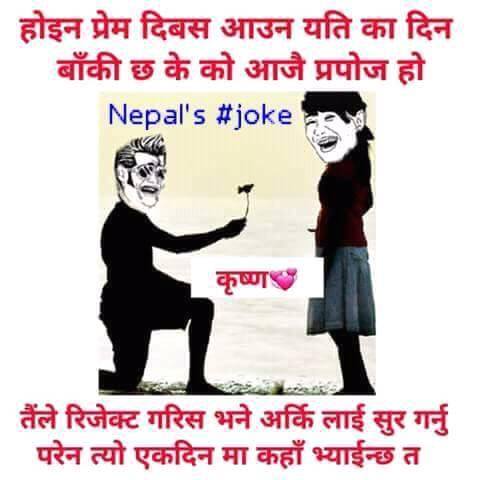 होइन प्रेम दिबस आउन यति का दिन
बाँकी छ के को आजै प्रपोज हो
Nepal's #joke
कृष्ण💞
तैंले रिजेक्ट गरिस भने अर्कि लाई सुर गर्नु
परेन त्यो एकदिन मा कहाँ भ्याईन्छ त